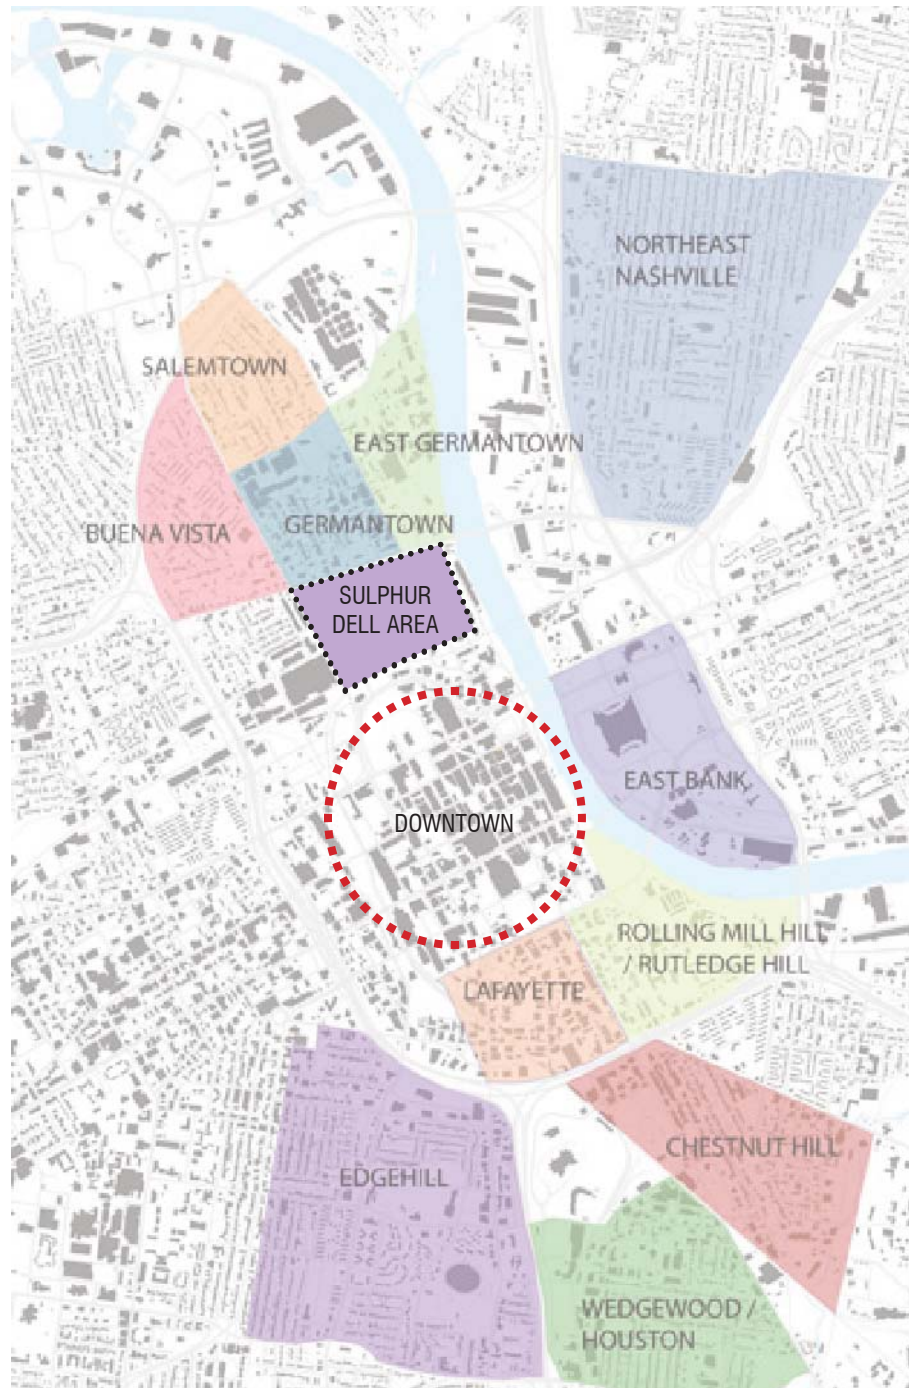 NORTHEAST
NASHVILLE
SALEMTOWN
EAST GERMANTOWN
GERMANTOWN
BUENA VISTA
SULPHUR
DELL AREA
EAST BANK
DOWNTOWN
ROLLING MILL HILL
/ RUTLEDGE HILL
LAFAYETTE
CHESTNUT HILL
EDGEHILL
WEDGEWOOD /
HOUSTON